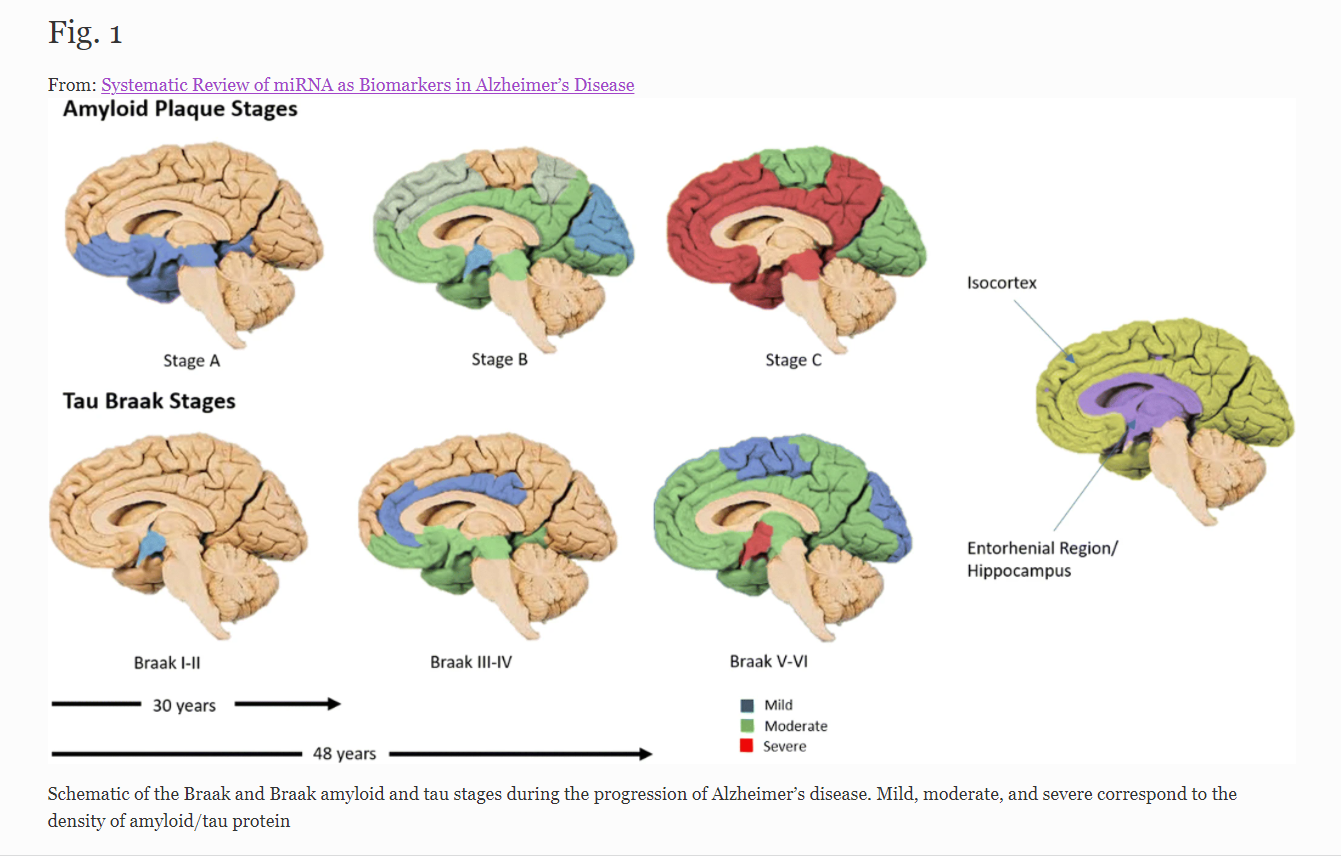 Fig. 1
From: Systematic Review of miRNA as Biomarkers in Alzheimer’s Disease
Amyloid Plaque Stages
Stage A
Stage B
Stage C
Isocortex
Tau Braak Stages
Entorhenial Region/
Hippocampus
Braak I-II
Braak III-IV
Braak V-VI
30 years
48 years
Mild
Moderate
Severe
Schematic of the Braak and Braak amyloid and tau stages during the progression of Alzheimer’s disease. Mild, moderate, and severe correspond to the
density of amyloid/tau protein